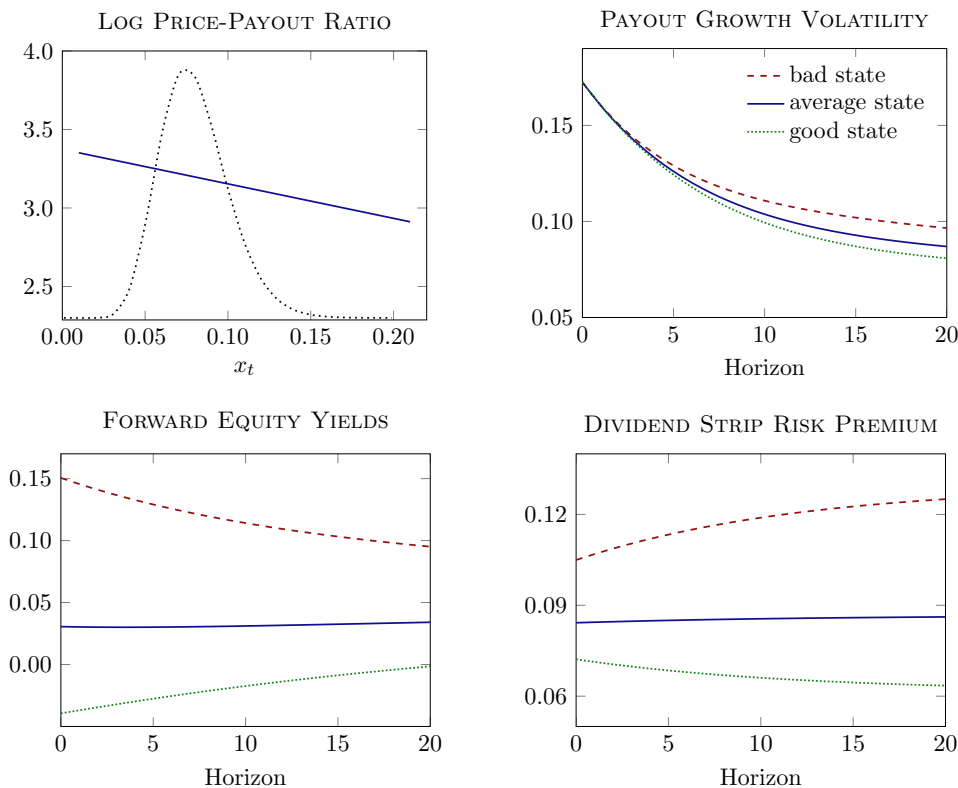 LOG PRICE-PAYOUT RATIO
4.0
3.5
3.0
2.5
0.00 0.05 0.10 0.15 0.20
x_t
PAYOUT GROWTH VOLATILITY
bad state
average state
good state
0.15
0.10
0.05
0 5 10 15 20
Horizon
FORWARD EQUITY YIELDS
0.15
0.10
0.05
0.00
0 5 10 15 20
Horizon
DIVIDEND STRIP RISK PREMIUM
0.12
0.09
0.06
0 5 10 15 20
Horizon